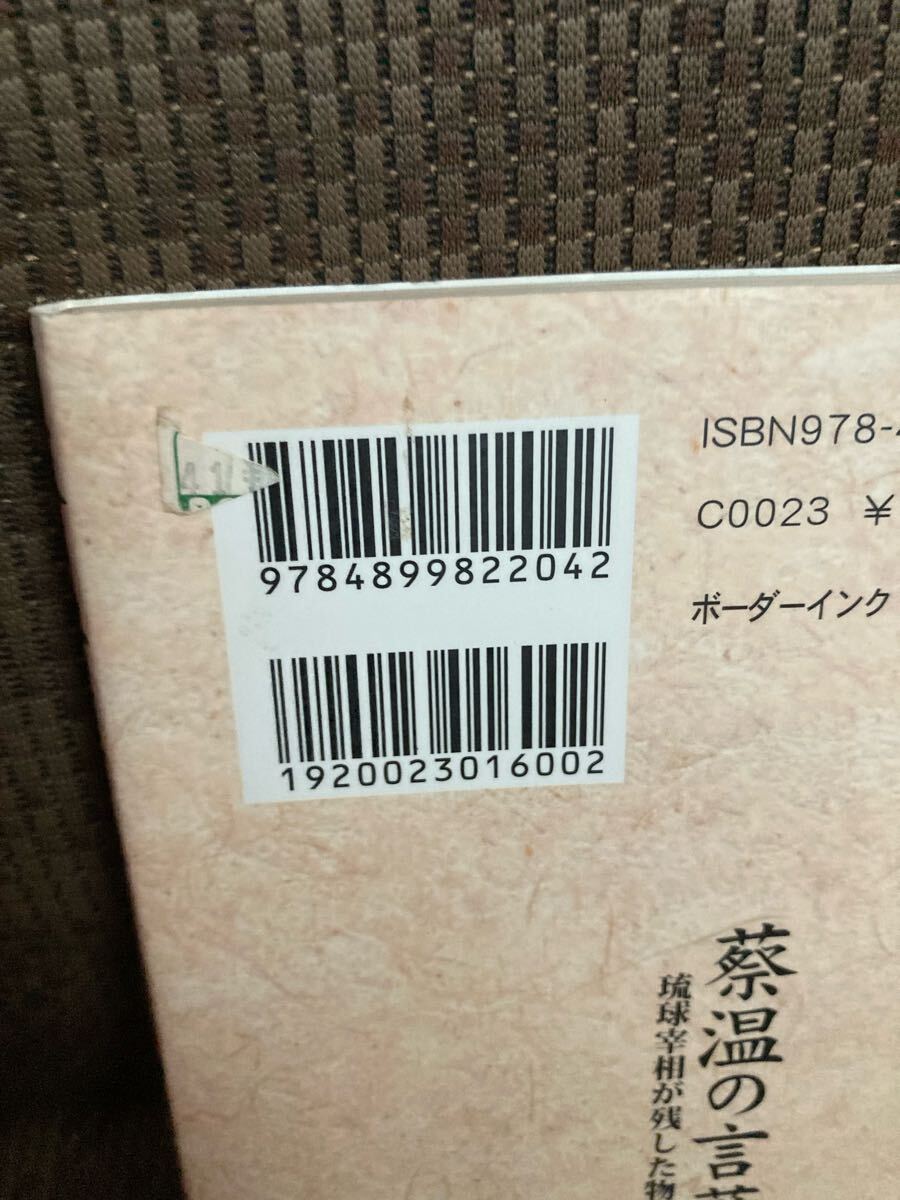 9784899822042
1920023016002
ISBN978-4
C0023 ¥
ボーダーインク
蔡温の言葉
琉球宰相が残した物